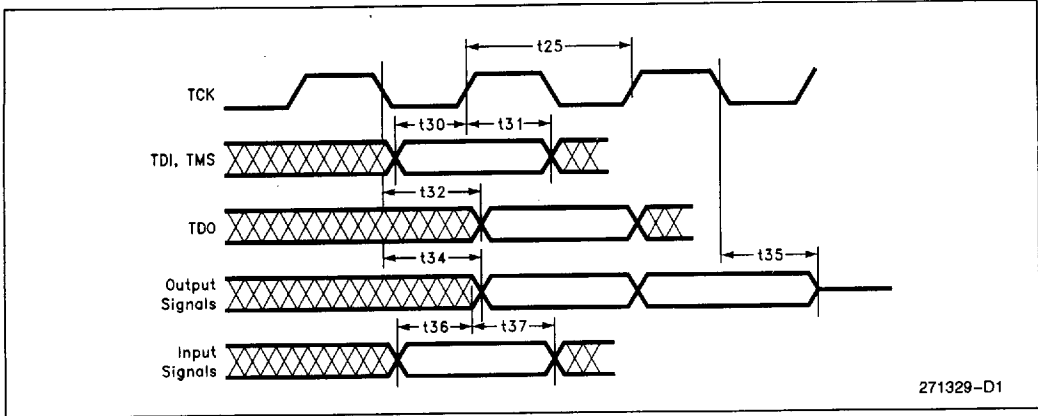 t25
TCK
t30
t31
TDI, TMS
t32
TDO
t34
t35
Output
Signals
t36
t37
Input
Signals
271329-D1